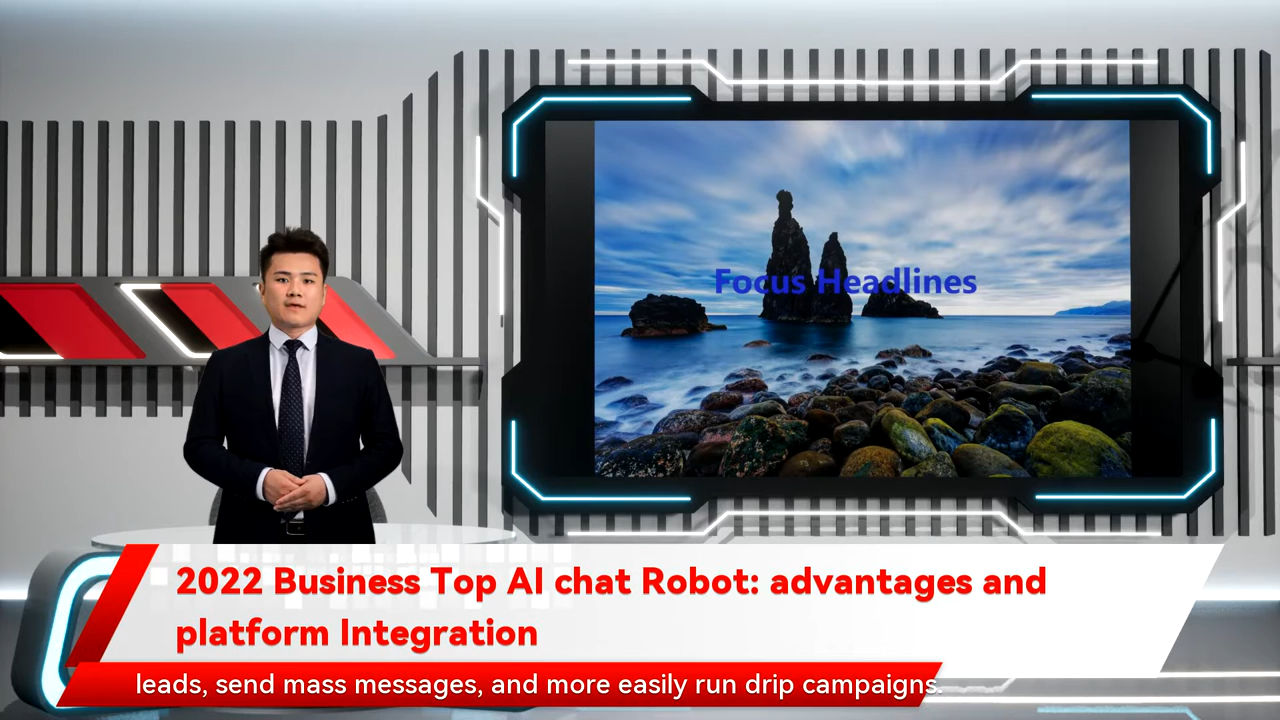 Focus Headlines
2022 Business Top AI chat Robot: advantages and
platform Integration
leads, send mass messages, and more easily run drip campaigns.